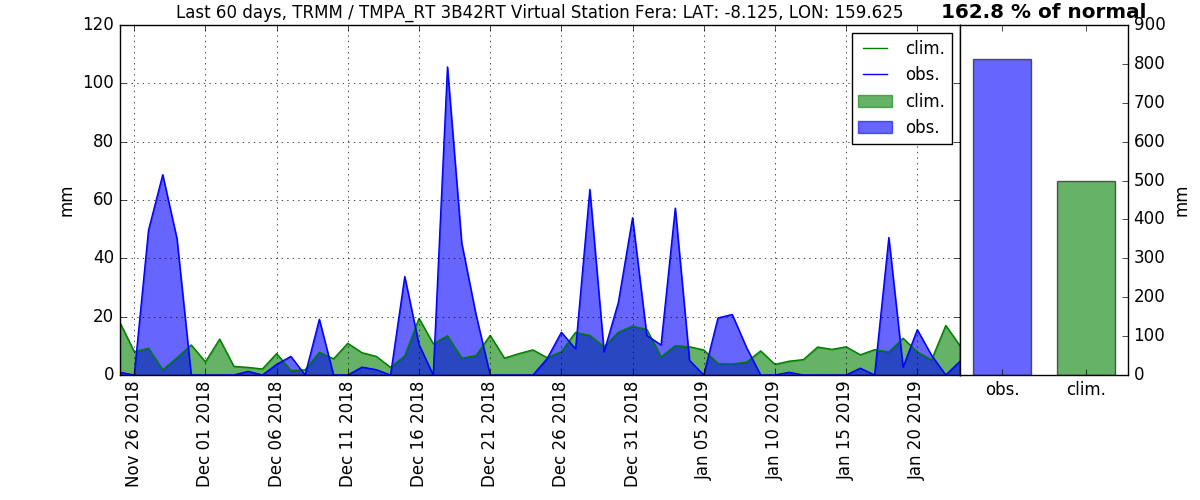 Last 60 days, TRMM / TMPA_RT 3B42RT Virtual Station Fera: LAT: -8.125, LON: 159.625
162.8 % of normal
120
100
80
60
40
20
0
mm
clim.
obs.
clim.
obs.
Nov 26 2018
Dec 01 2018
Dec 06 2018
Dec 11 2018
Dec 16 2018
Dec 21 2018
Dec 26 2018
Dec 31 2018
Jan 05 2019
Jan 10 2019
Jan 15 2019
Jan 20 2019
900
800
700
600
500
400
300
200
100
0
mm
obs.
clim.